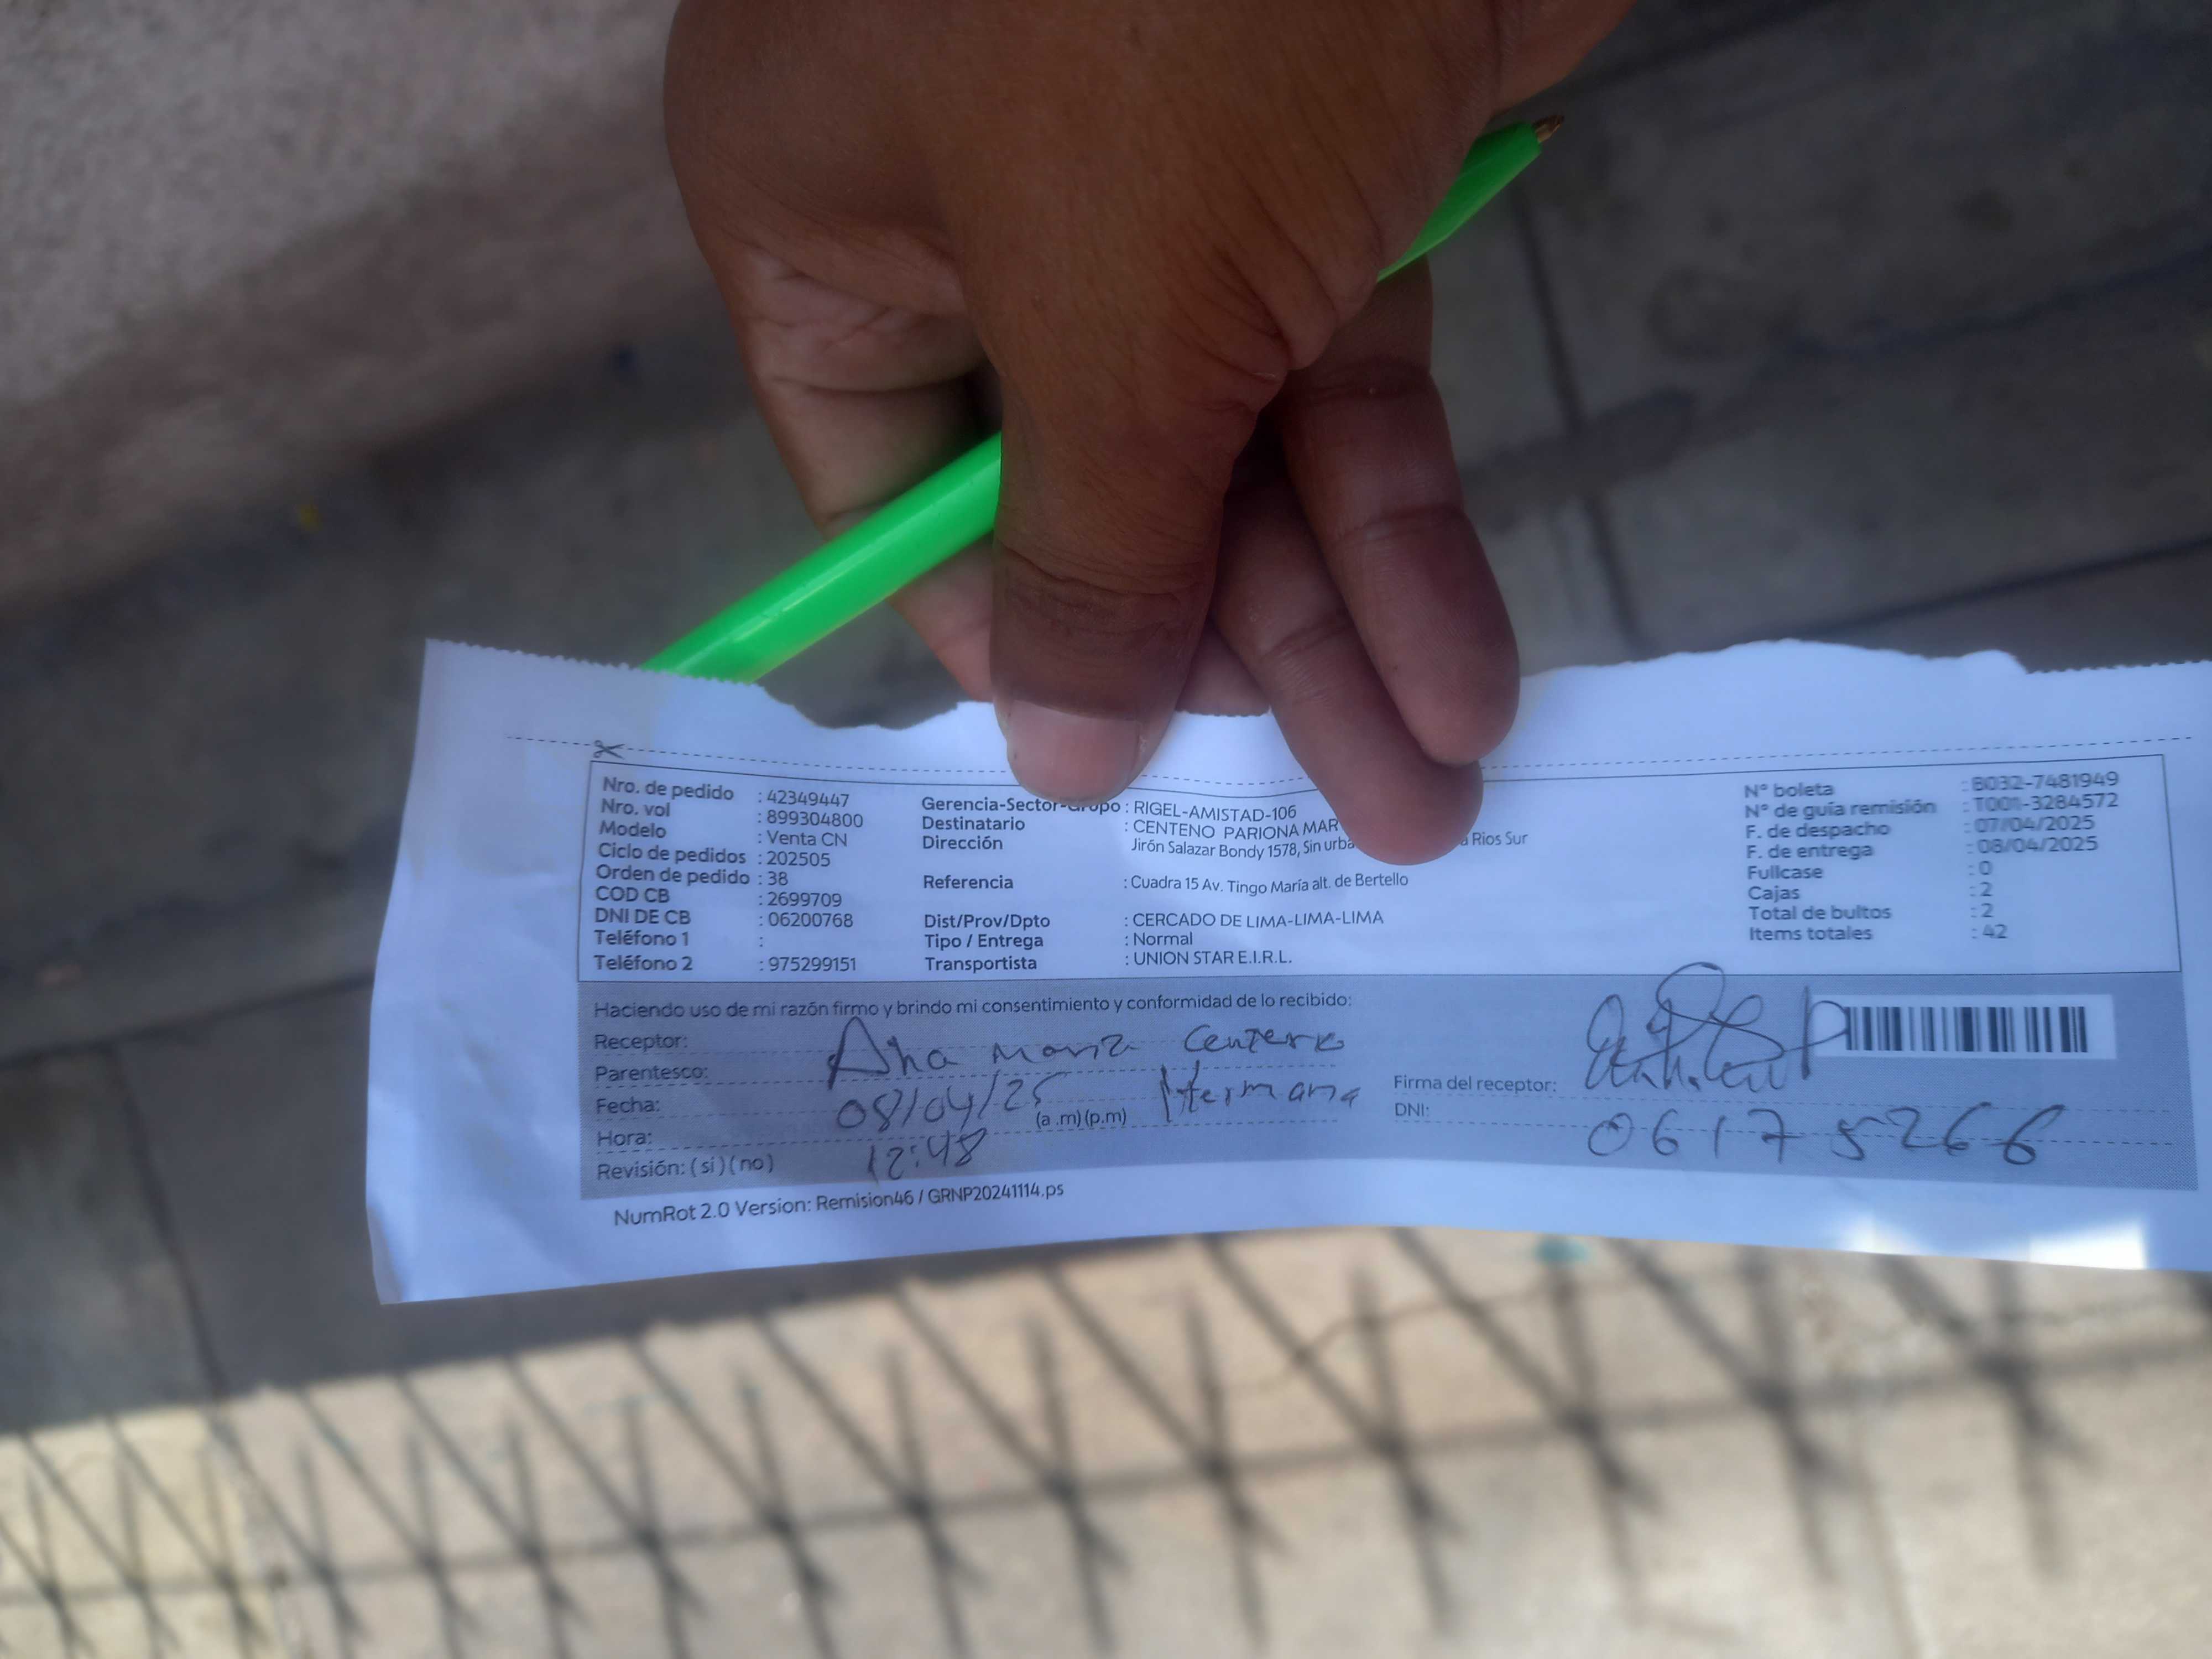 Nro. de pedido : 42349447
Nro. vol : 899304800
Modelo : Venta CN
Ciclo de pedidos : 202505
Orden de pedido : 38
COD CB : 2699709
DNI DE CB : 06200768
Teléfono 1 :
Teléfono 2 : 975299151
Gerencia-Sector-Grupo : RIGEL-AMISTAD-106
Destinatario : CENTENO PARIONA MAR
Dirección Jirón Salazar Bondy 1578, Sin urba Rios Sur
Referencia : Cuadra 15 Av. Tingo María alt. de Bertello
Dist/Prov/Dpto : CERCADO DE LIMA-LIMA-LIMA
Tipo / Entrega : Normal
Transportista : UNION STAR E.I.R.L.
N° boleta : B032-7481949
N° de guía remisión : T001-3284572
F. de despacho : 07/04/2025
F. de entrega : 08/04/2025
Fullcase : 0
Cajas : 2
Total de bultos : 2
Items totales : 42
Haciendo uso de mi razón firmo y brindo mi consentimiento y conformidad de lo recibido:
Receptor: Ana Maria Centeno
Parentesco: Hermana
Fecha: 08/04/25
Hora: 12:48 (a .m) (p.m)
Revisión: ( si ) ( no )
Firma del receptor:
DNI: 06175266
NumRot 2.0 Version: Remision46 / GRNP20241114.ps